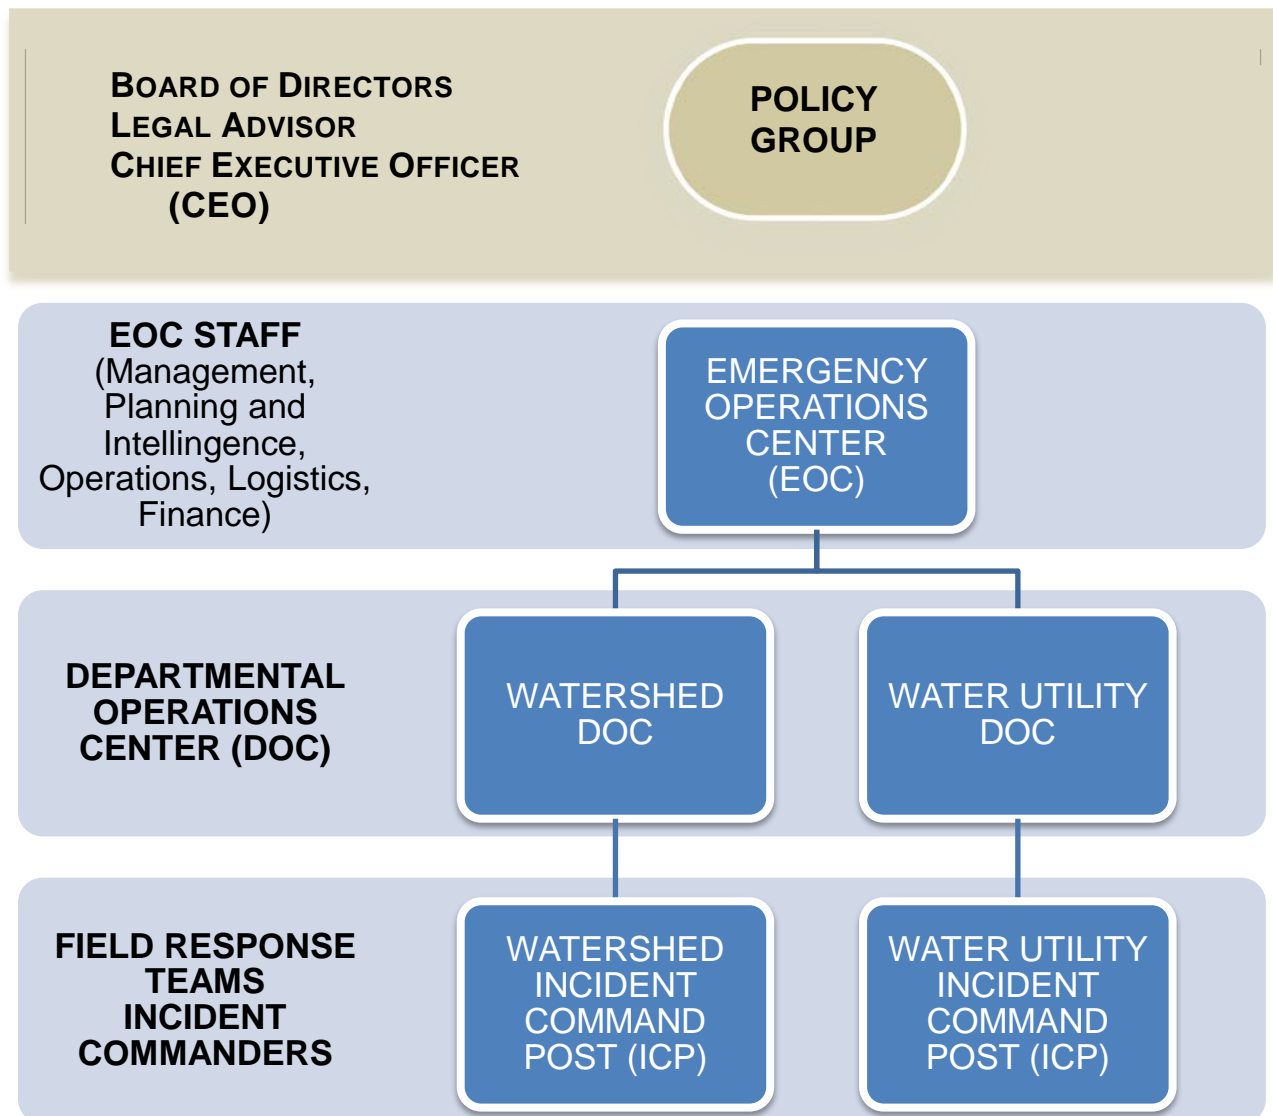 BOARD OF DIRECTORS
LEGAL ADVISOR
CHIEF EXECUTIVE OFFICER
(CEO)
POLICY
GROUP
EOC STAFF
(Management,
Planning and
Intellingence,
Operations, Logistics,
Finance)
EMERGENCY
OPERATIONS
CENTER
(EOC)
DEPARTMENTAL
OPERATIONS
CENTER (DOC)
WATERSHED
DOC
WATER UTILITY
DOC
FIELD RESPONSE
TEAMS
INCIDENT
COMMANDERS
WATERSHED
INCIDENT
COMMAND
POST (ICP)
WATER UTILITY
INCIDENT
COMMAND
POST (ICP)